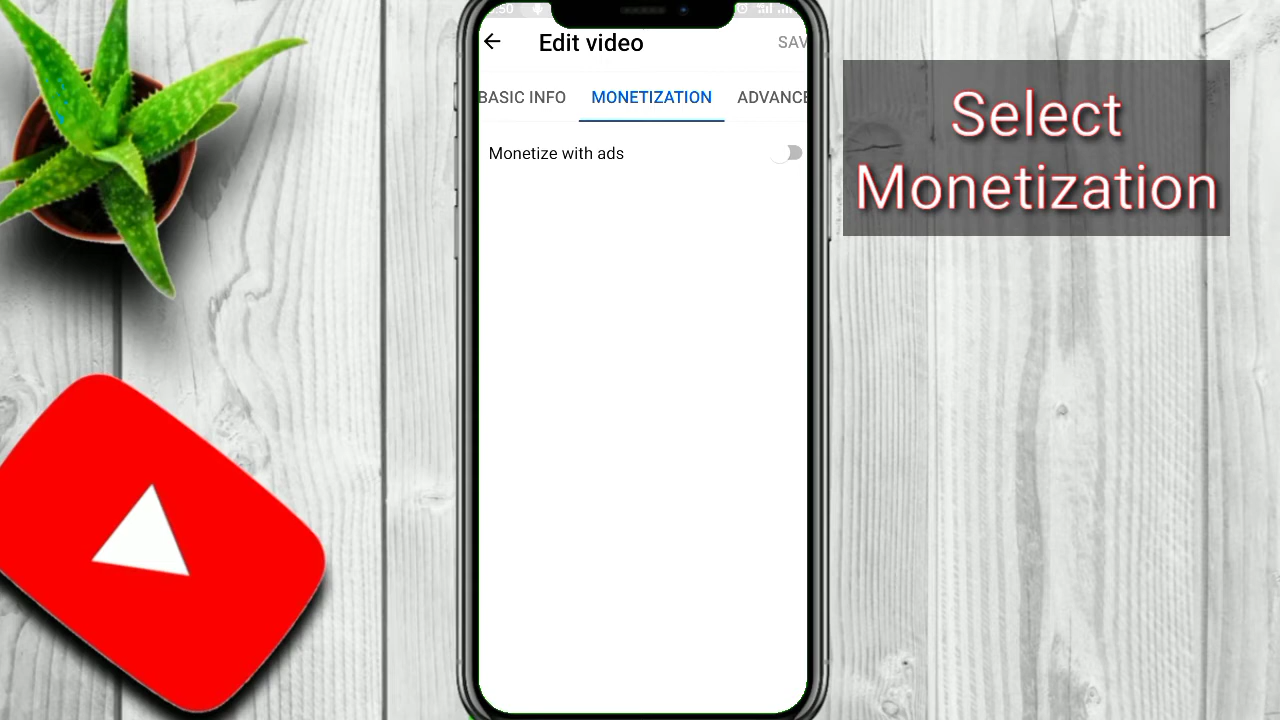 Edit video
SAV
BASIC INFO
MONETIZATION
ADVANCE
Monetize with ads
Select
Monetization